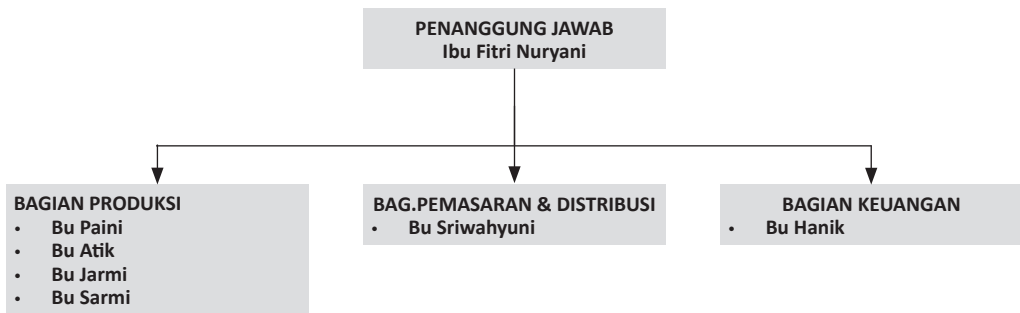 PENANGGUNG JAWAB
Ibu Fitri Nuryani
BAGIAN PRODUKSI
• Bu Paini
• Bu Atik
• Bu Jarmi
• Bu Sarmi
BAG.PEMASARAN & DISTRIBUSI
• Bu Sriwahyuni
BAGIAN KEUANGAN
• Bu Hanik